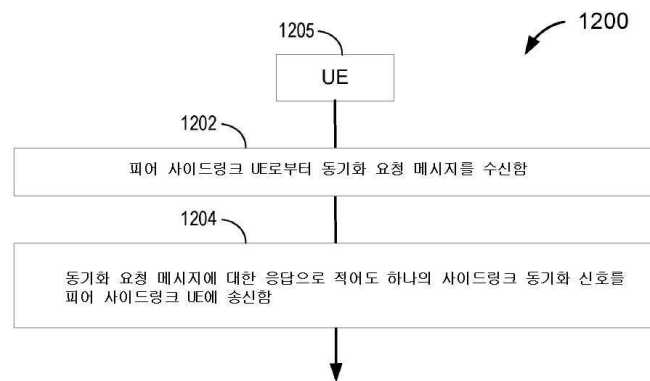 1200
1205
UE
1202
피어 사이드링크 UE로부터 동기화 요청 메시지를 수신함
1204
동기화 요청 메시지에 대한 응답으로 적어도 하나의 사이드링크 동기화 신호를
피어 사이드링크 UE에 송신함